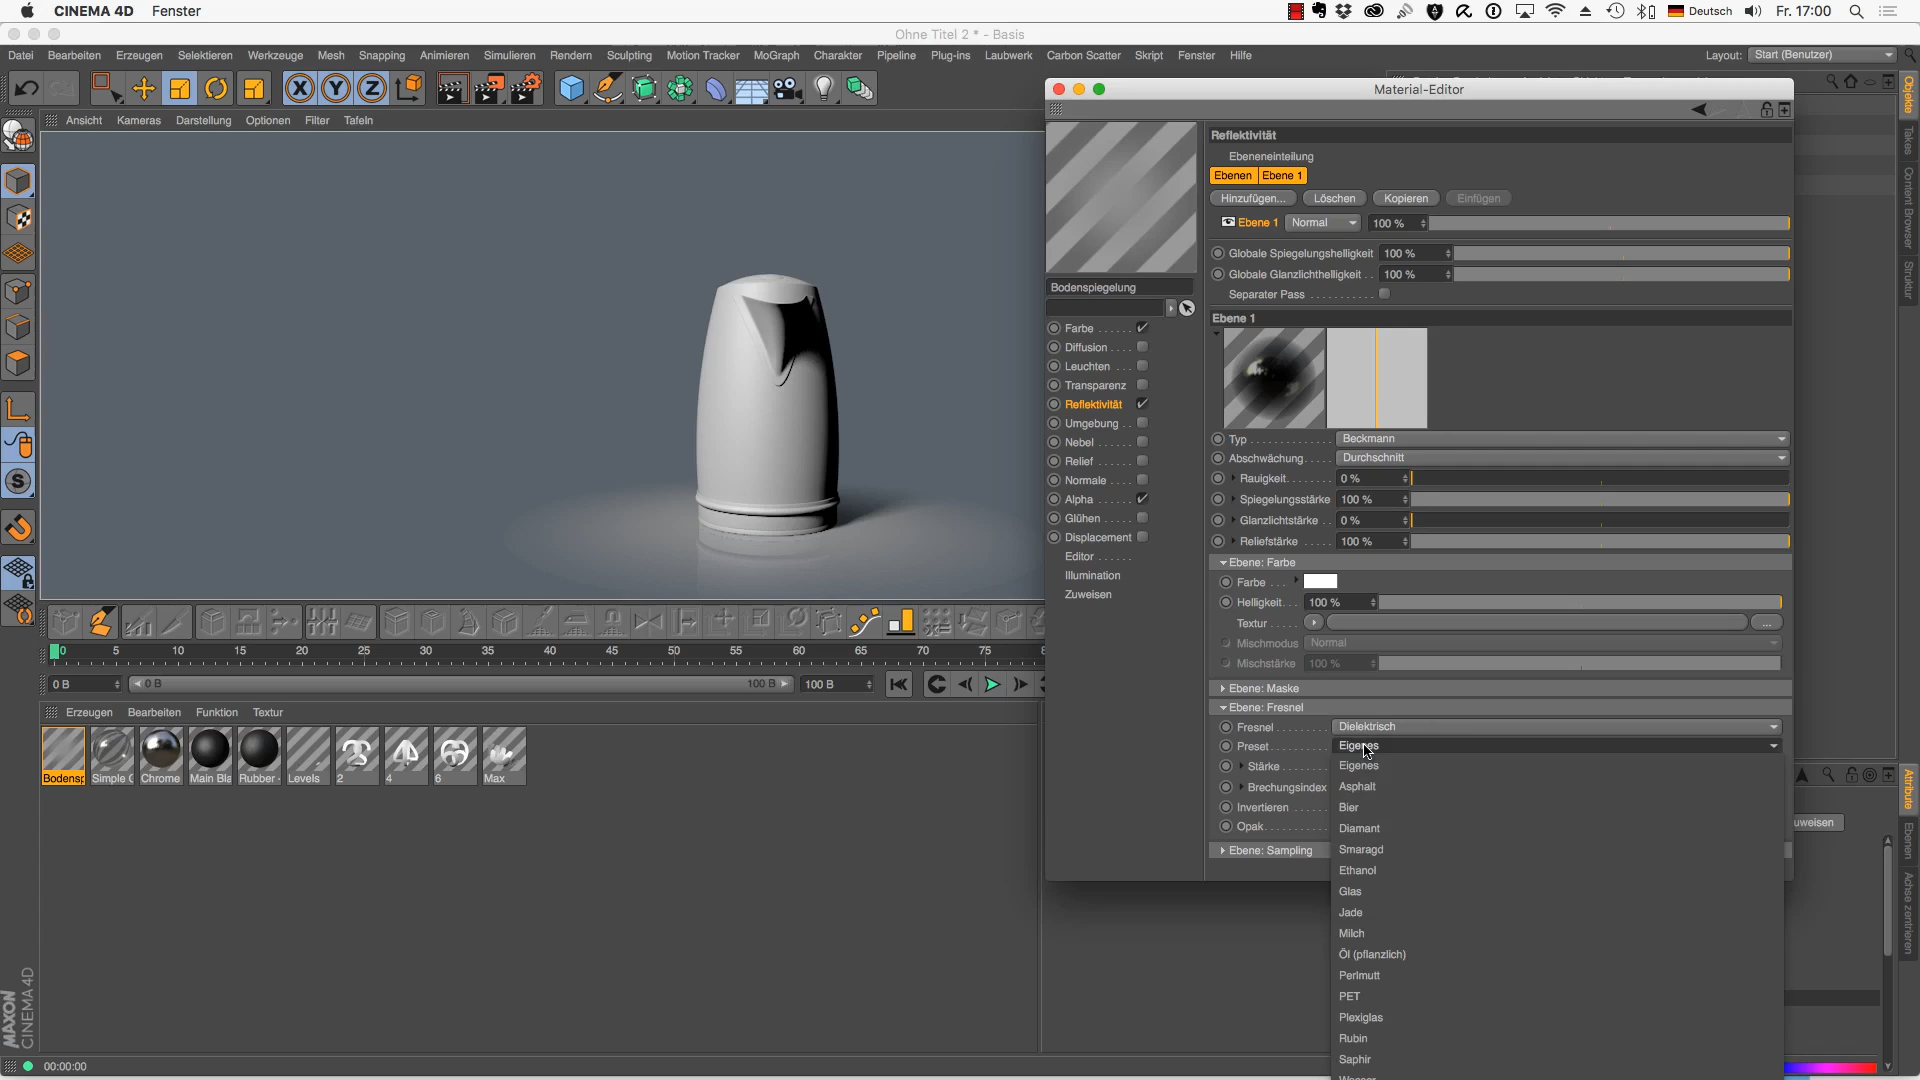 CINEMA 4D Fenster
Deutsch Fr. 17:00
Ohne Titel 2 * - Basis
Datei Bearbeiten Erzeugen Selektieren Werkzeuge Mesh Snapping Animieren Simulieren Rendern Sculpting Motion Tracker MoGraph Charakter Pipeline Plug-ins Laubwerk Carbon Scatter Skript Fenster Hilfe
Layout: Start (Benutzer)
X Y Z
Material-Editor
Ansicht Kameras Darstellung Optionen Filter Tafeln
Reflektivität
Ebeneneinteilung
Ebenen Ebene 1
Hinzufügen... Löschen Kopieren Einfügen
Ebene 1 Normal 100 %
Globale Spiegelungshelligkeit 100 %
Globale Glanzlichthelligkeit . . 100 %
Separater Pass . . . . . . . . . . .
Ebene 1
Bodenspiegelung
Farbe . . . . . .
Diffusion . . . .
Leuchten . . .
Transparenz
Reflektivität
Umgebung . .
Nebel . . . . . .
Relief . . . . . .
Normale . . . .
Alpha . . . . . .
Glühen . . . . .
Displacement
Editor . . . . . .
Illumination
Zuweisen
Typ . . . . . . . . . . . . Beckmann
Abschwächung . . . . Durchschnitt
Rauigkeit . . . . . . . 0 %
Spiegelungsstärke 100 %
Glanzlichtstärke . . 0 %
Reliefstärke . . . . . 100 %
Ebene: Farbe
Farbe . . .
Helligkeit . . . 100 %
Textur . . . . . ...
Mischmodus Normal
Mischstärke 100 %
Ebene: Maske
Ebene: Fresnel
Fresnel . . . . . . . . . . Dielektrisch
Preset . . . . . . . . . . Eigenes
Stärke . . . . . . . .
Brechungsindex
Invertieren . . . . . .
Opak . . . . . . . . . .
Ebene: Sampling
Eigenes
Asphalt
Bier
Diamant
Smaragd
Ethanol
Glas
Jade
Milch
Öl (pflanzlich)
Perlmutt
PET
Plexiglas
Rubin
Saphir
0 5 10 15 20 25 30 35 40 45 50 55 60 65 70 75
0 B 0 B 100 B 100 B
Erzeugen Bearbeiten Funktion Textur
Bodensp Simple Chrome Main Bla Rubber - Levels 2 4 6 Max
Objekte
Takes
Content Browser
Struktur
Attribute
Ebenen
Achse zentrieren
uweisen
MAXON
CINEMA 4D
00:00:00